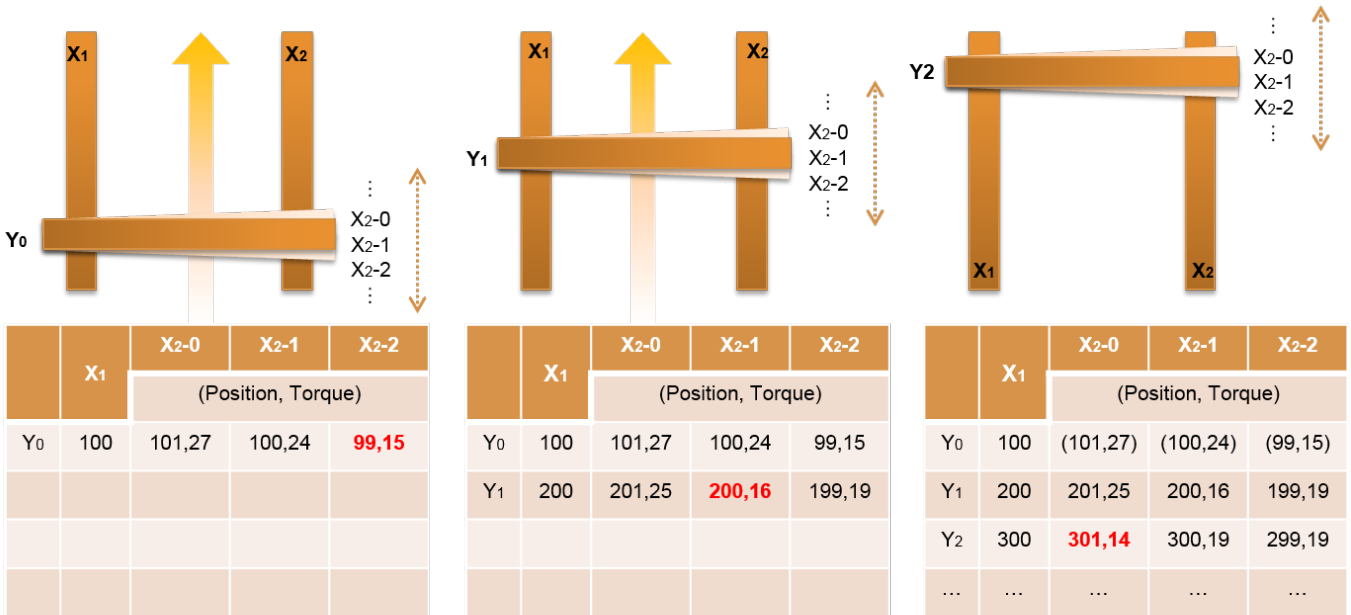 X1 X2
Y0
⋮
X2-0
X2-1
X2-2
⋮
X2-0 X2-1 X2-2
X1
(Position, Torque)
Y0 100 101,27 100,24 99,15
X1 X2
Y1
⋮
X2-0
X2-1
X2-2
⋮
X2-0 X2-1 X2-2
X1
(Position, Torque)
Y0 100 101,27 100,24 99,15
Y1 200 201,25 200,16 199,19
⋮
X2-0
Y2
X2-1
X2-2
⋮
X1 X2
X2-0 X2-1 X2-2
X1
(Position, Torque)
Y0 100 (101,27) (100,24) (99,15)
Y1 200 201,25 200,16 199,19
Y2 300 301,14 300,19 299,19
... ... ... ... ...